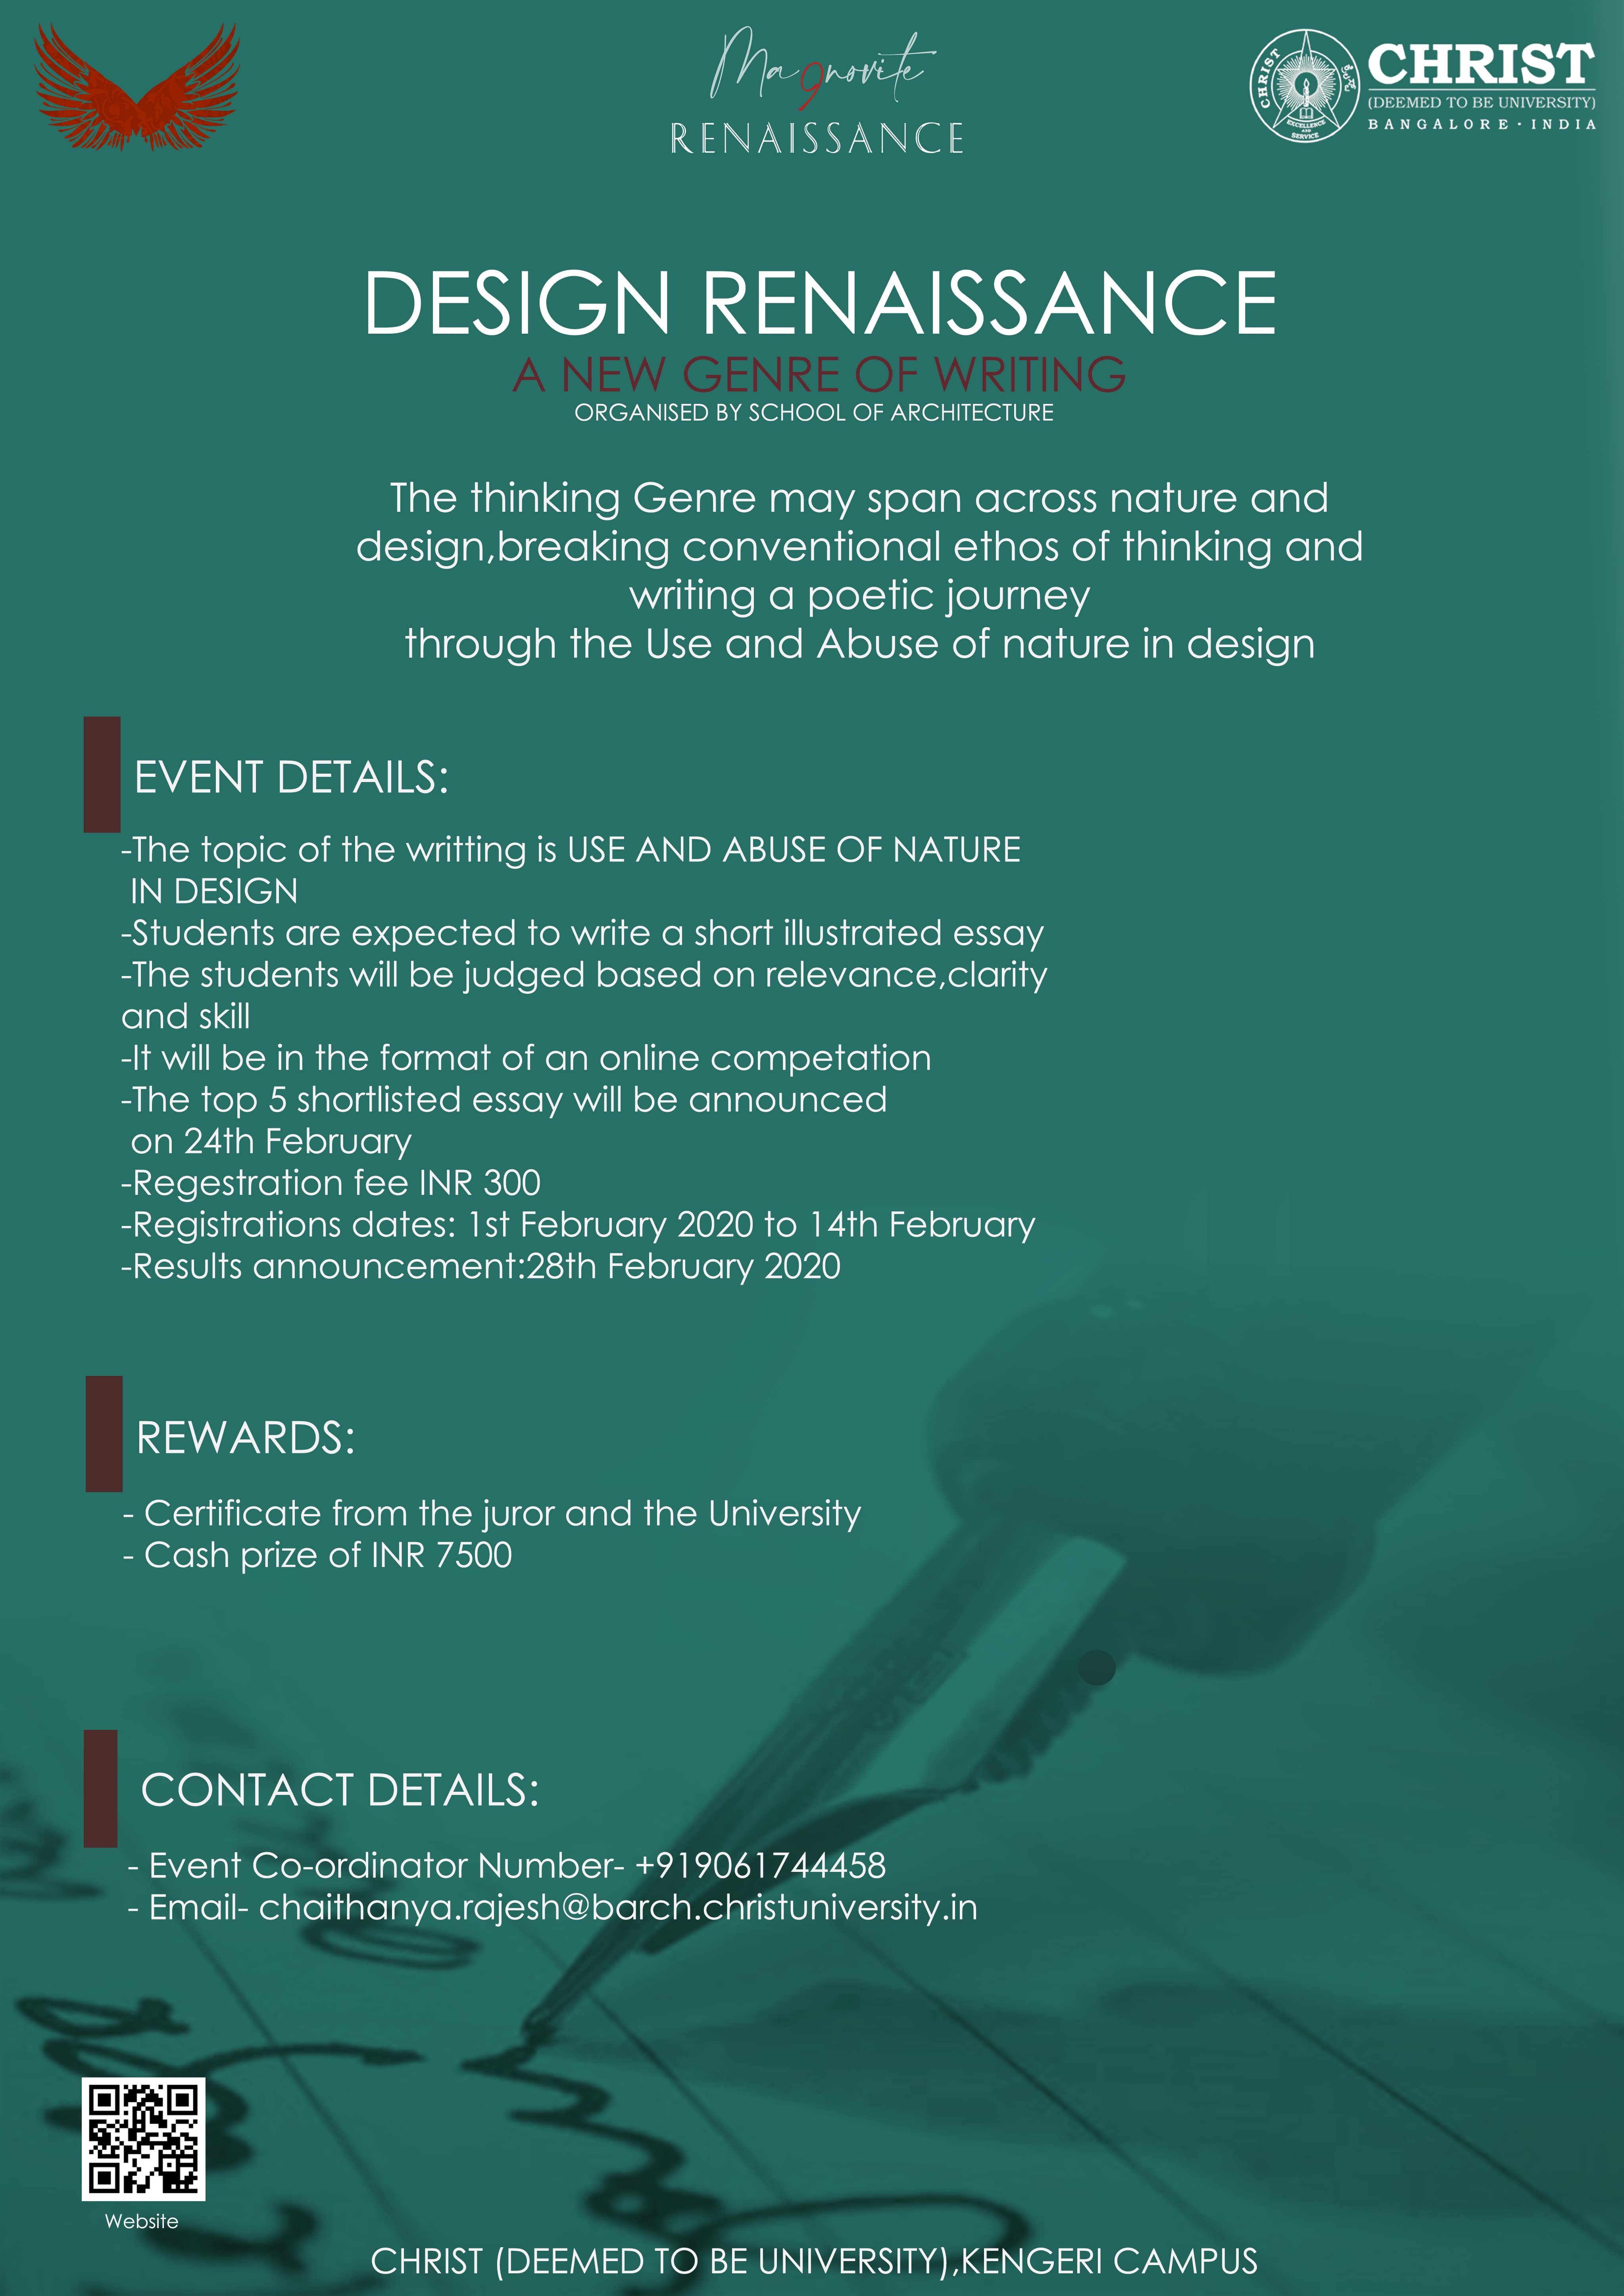 Magnovite
RENAISSANCE
CHRIST
EXCELLENCE
AND
SERVICE
CHRIST
(DEEMED TO BE UNIVERSITY)
BANGALORE · INDIA
DESIGN RENAISSANCE
A NEW GENRE OF WRITING
ORGANISED BY SCHOOL OF ARCHITECTURE
The thinking Genre may span across nature and
design,breaking conventional ethos of thinking and
writing a poetic journey
through the Use and Abuse of nature in design
EVENT DETAILS:
-The topic of the writting is USE AND ABUSE OF NATURE
IN DESIGN
-Students are expected to write a short illustrated essay
-The students will be judged based on relevance,clarity
and skill
-It will be in the format of an online competation
-The top 5 shortlisted essay will be announced
on 24th February
-Regestration fee INR 300
-Registrations dates: 1st February 2020 to 14th February
-Results announcement:28th February 2020
REWARDS:
- Certificate from the juror and the University
- Cash prize of INR 7500
CONTACT DETAILS:
- Event Co-ordinator Number- +919061744458
- Email- chaithanya.rajesh@barch.christuniversity.in
Website
CHRIST (DEEMED TO BE UNIVERSITY),KENGERI CAMPUS